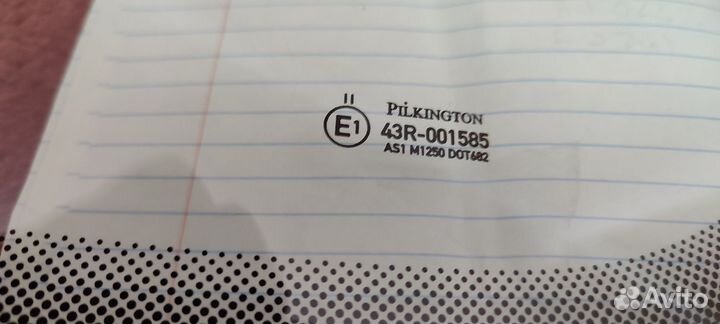 II
E1
PILKINGTON
43R-001585
AS1 M1250 DOT682
Avito